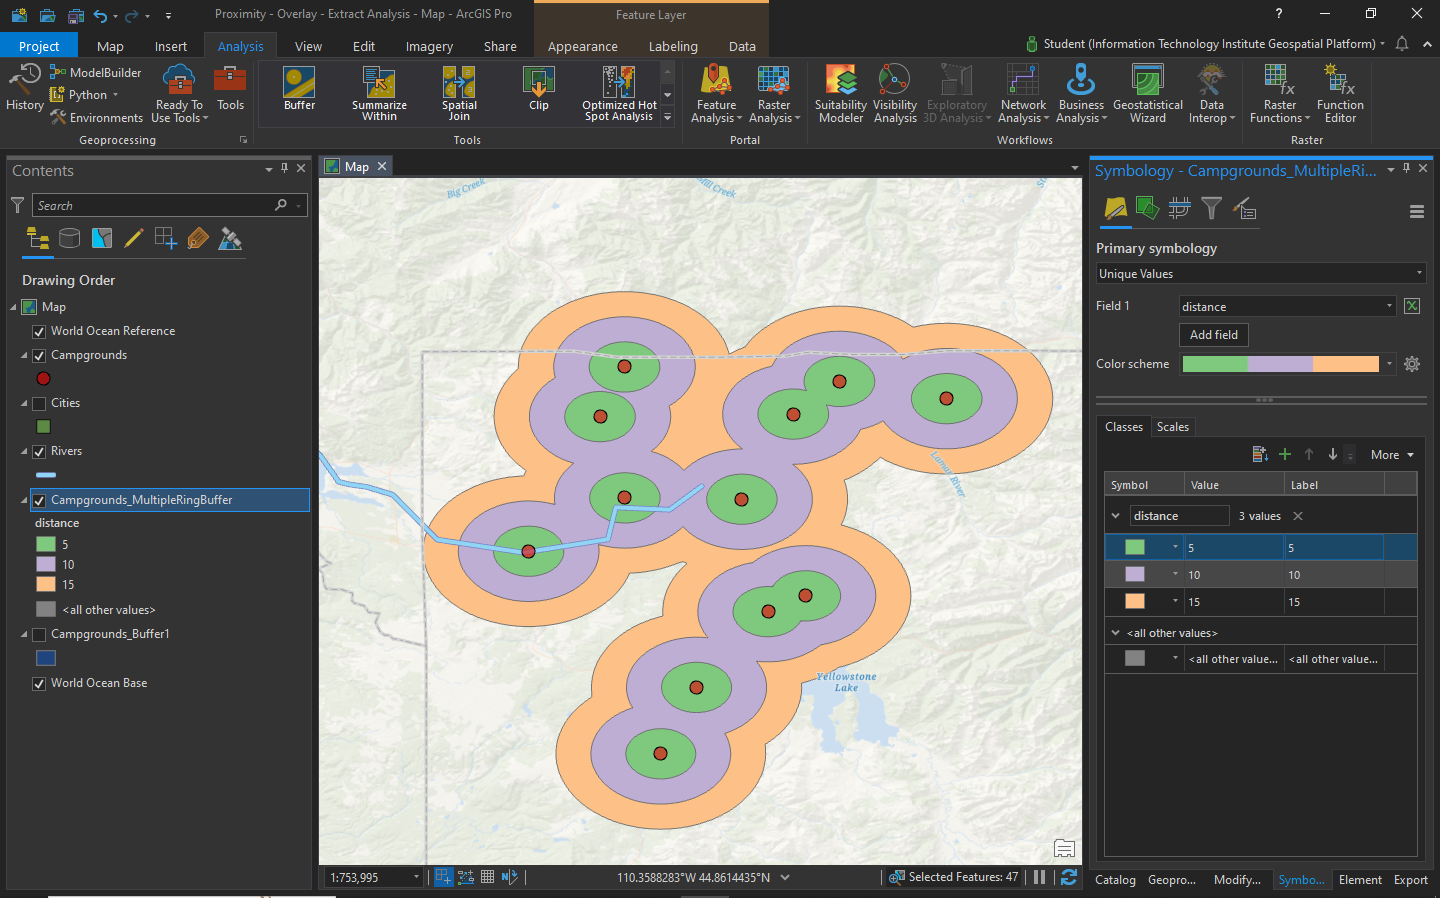 Proximity - Overlay - Extract Analysis - Map - ArcGIS Pro
Feature Layer
?
Project
Map
Insert
Analysis
View
Edit
Imagery
Share
Appearance
Labeling
Data
Student (Information Technology Institute Geospatial Platform)
History
ModelBuilder
Python
Environments
Ready To Use Tools
Tools
Geoprocessing
Buffer
Summarize Within
Spatial Join
Clip
Optimized Hot Spot Analysis
Tools
Feature Analysis
Raster Analysis
Portal
Suitability Modeler
Visibility Analysis
Exploratory 3D Analysis
Network Analysis
Business Analysis
Geostatistical Wizard
Data Interop
Workflows
Raster Functions
Function Editor
Raster
Contents
Search
Drawing Order
Map
World Ocean Reference
Campgrounds
Cities
Rivers
Campgrounds_MultipleRingBuffer
distance
5
10
15
<all other values>
Campgrounds_Buffer1
World Ocean Base
Map
Big Creek
Creek
Lamar River
Yellowstone
Lake
1:753,995
110.3588283°W 44.8614435°N
Selected Features: 47
Symbology - Campgrounds_MultipleRi...
Primary symbology
Unique Values
Field 1
distance
Add field
Color scheme
Classes
Scales
More
Symbol
Value
Label
distance
3 values
5
5
10
10
15
15
<all other values>
<all other value...
<all other value...
Catalog
Geopro...
Modify...
Symbo...
Element
Export